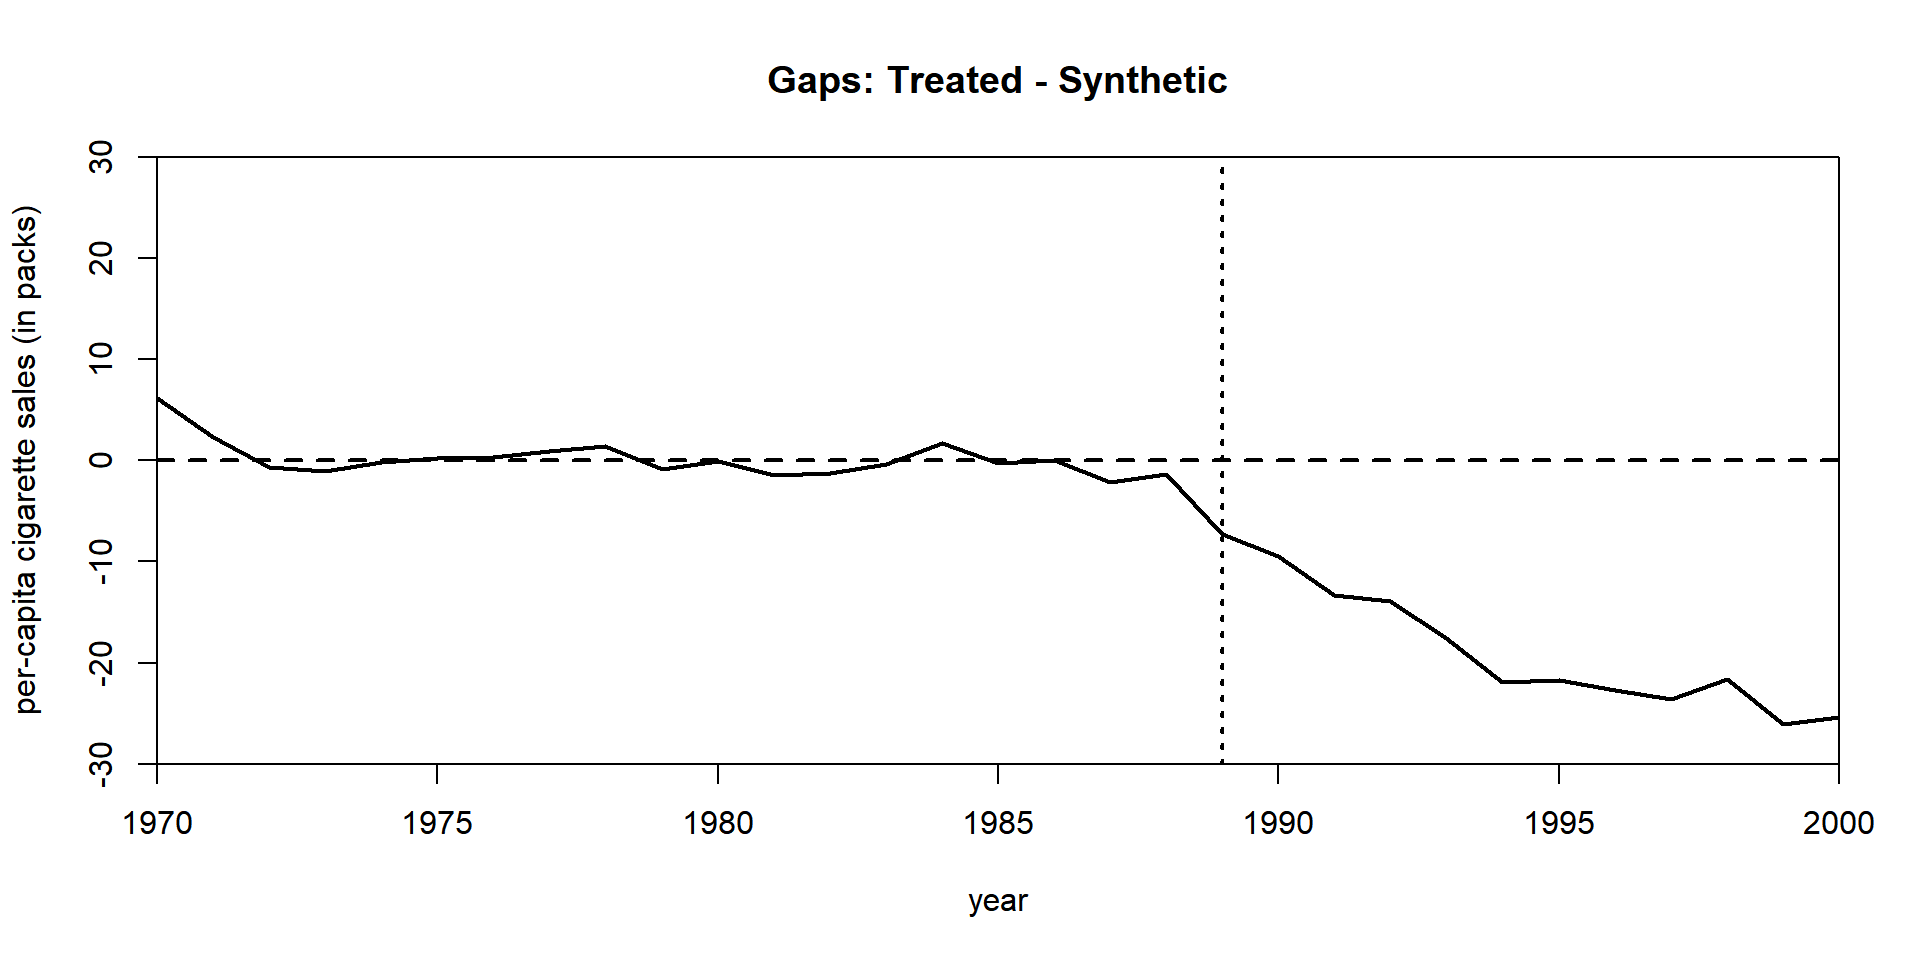 Gaps: Treated - Synthetic
per-capita cigarette sales (in packs)
30
20
10
0
-10
-20
-30
1970 1975 1980 1985 1990 1995 2000
year